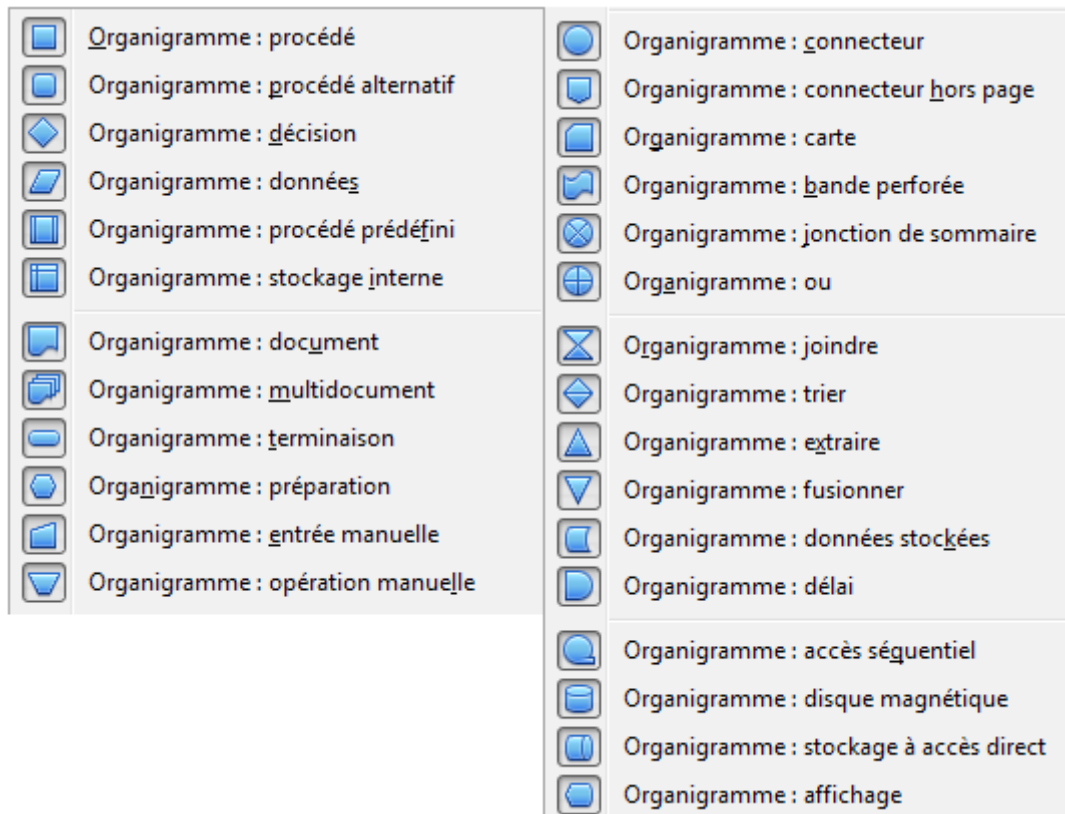 Organigramme : procédé
Organigramme : procédé alternatif
Organigramme : décision
Organigramme : données
Organigramme : procédé prédéfini
Organigramme : stockage interne
Organigramme : document
Organigramme : multidocument
Organigramme : terminaison
Organigramme : préparation
Organigramme : entrée manuelle
Organigramme : opération manuelle
Organigramme : connecteur
Organigramme : connecteur hors page
Organigramme : carte
Organigramme : bande perforée
Organigramme : jonction de sommaire
Organigramme : ou
Organigramme : joindre
Organigramme : trier
Organigramme : extraire
Organigramme : fusionner
Organigramme : données stockées
Organigramme : délai
Organigramme : accès séquentiel
Organigramme : disque magnétique
Organigramme : stockage à accès direct
Organigramme : affichage